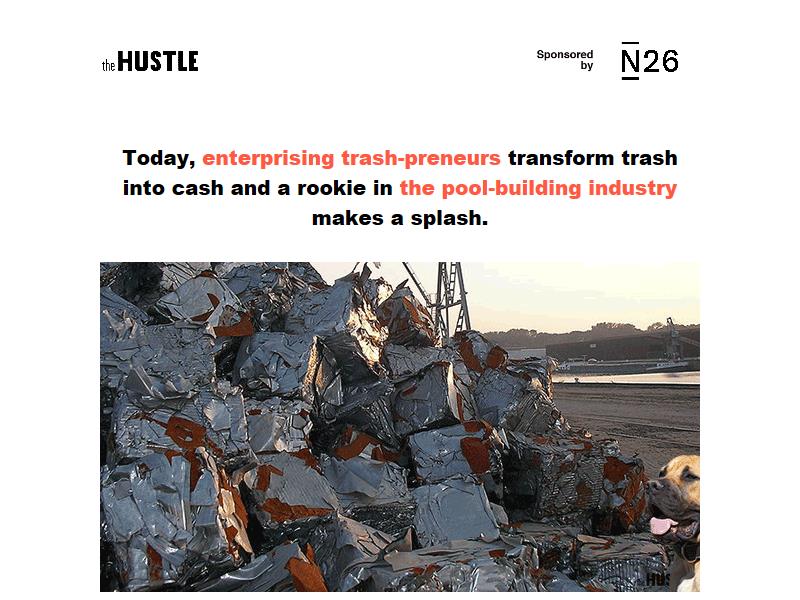 the HUSTLE
Sponsored
by
N26
Today, enterprising trash-preneurs transform trash
into cash and a rookie in the pool-building industry
makes a splash.